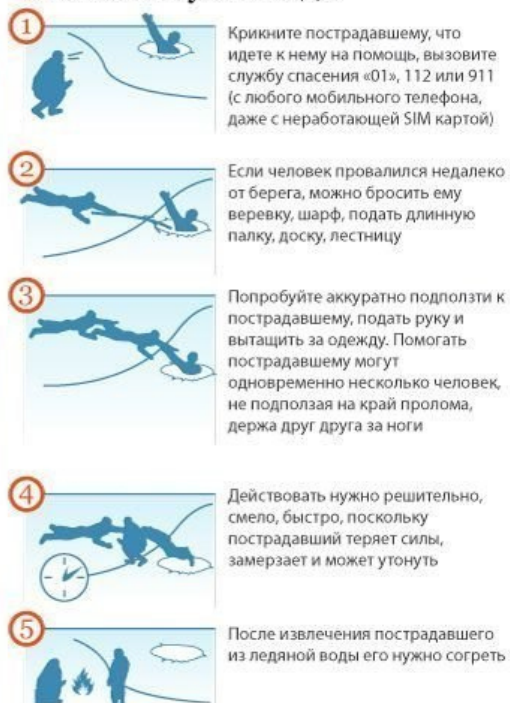 1
Крикните пострадавшему, что
идете к нему на помощь, вызовите
службу спасения «01», 112 или 911
(с любого мобильного телефона,
даже с неработающей SIM картой)
2
Если человек провалился недалеко
от берега, можно бросить ему
веревку, шарф, подать длинную
палку, доску, лестницу
3
Попробуйте аккуратно подползти к
пострадавшему, подать руку и
вытащить за одежду. Помогать
пострадавшему могут
одновременно несколько человек,
не подползая на край пролома,
держа друг друга за ноги
4
Действовать нужно решительно,
смело, быстро, поскольку
пострадавший теряет силы,
замерзает и может утонуть
5
После извлечения пострадавшего
из ледяной воды его нужно согреть